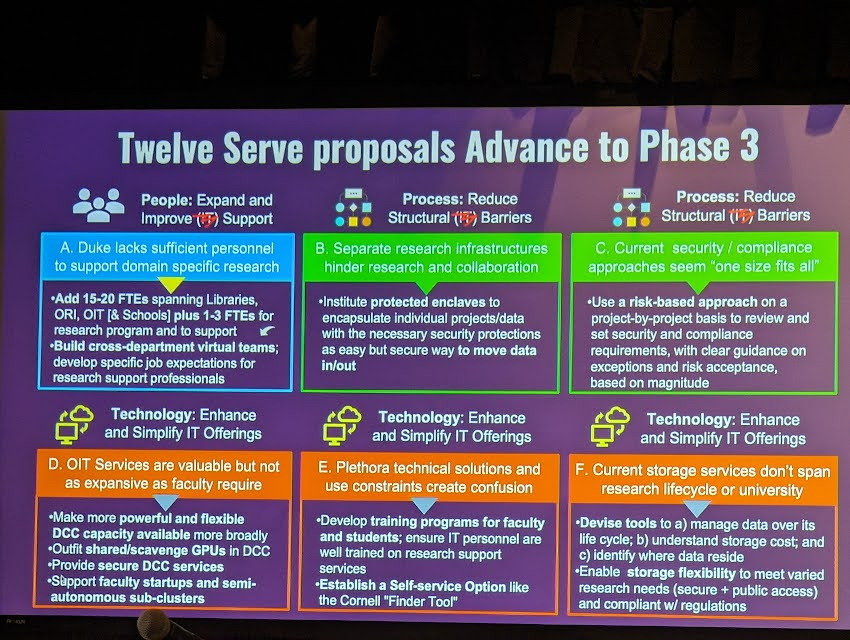 Twelve Serve proposals Advance to Phase 3
People: Expand and
Improve Support
Process: Reduce
Structural Barriers
Process: Reduce
Structural Barriers
A. Duke lacks sufficient personnel
to support domain specific research
•Add 15-20 FTEs spanning Libraries,
ORI, OIT [& Schools] plus 1-3 FTEs for
research program and to support
•Build cross-department virtual teams;
develop specific job expectations for
research support professionals
B. Separate research infrastructures
hinder research and collaboration
•Institute protected enclaves to
encapsulate individual projects/data
with the necessary security protections
as easy but secure way to move data
in/out
C. Current security / compliance
approaches seem "one size fits all"
•Use a risk-based approach on a
project-by-project basis to review and
set security and compliance
requirements, with clear guidance on
exceptions and risk acceptance,
based on magnitude
Technology: Enhance
and Simplify IT Offerings
Technology: Enhance
and Simplify IT Offerings
Technology: Enhance
and Simplify IT Offerings
D. OIT Services are valuable but not
as expansive as faculty require
•Make more powerful and flexible
DCC capacity available more broadly
•Outfit shared/scavenge GPUs in DCC
•Provide secure DCC services
•Support faculty startups and semi-
autonomous sub-clusters
E. Plethora technical solutions and
use constraints create confusion
•Develop training programs for faculty
and students; ensure IT personnel are
well trained on research support
services
•Establish a Self-service Option like
the Cornell "Finder Tool"
F. Current storage services don't span
research lifecycle or university
•Devise tools to a) manage data over its
life cycle; b) understand storage cost; and
c) identify where data reside
•Enable storage flexibility to meet varied
research needs (secure + public access)
and compliant w/ regulations